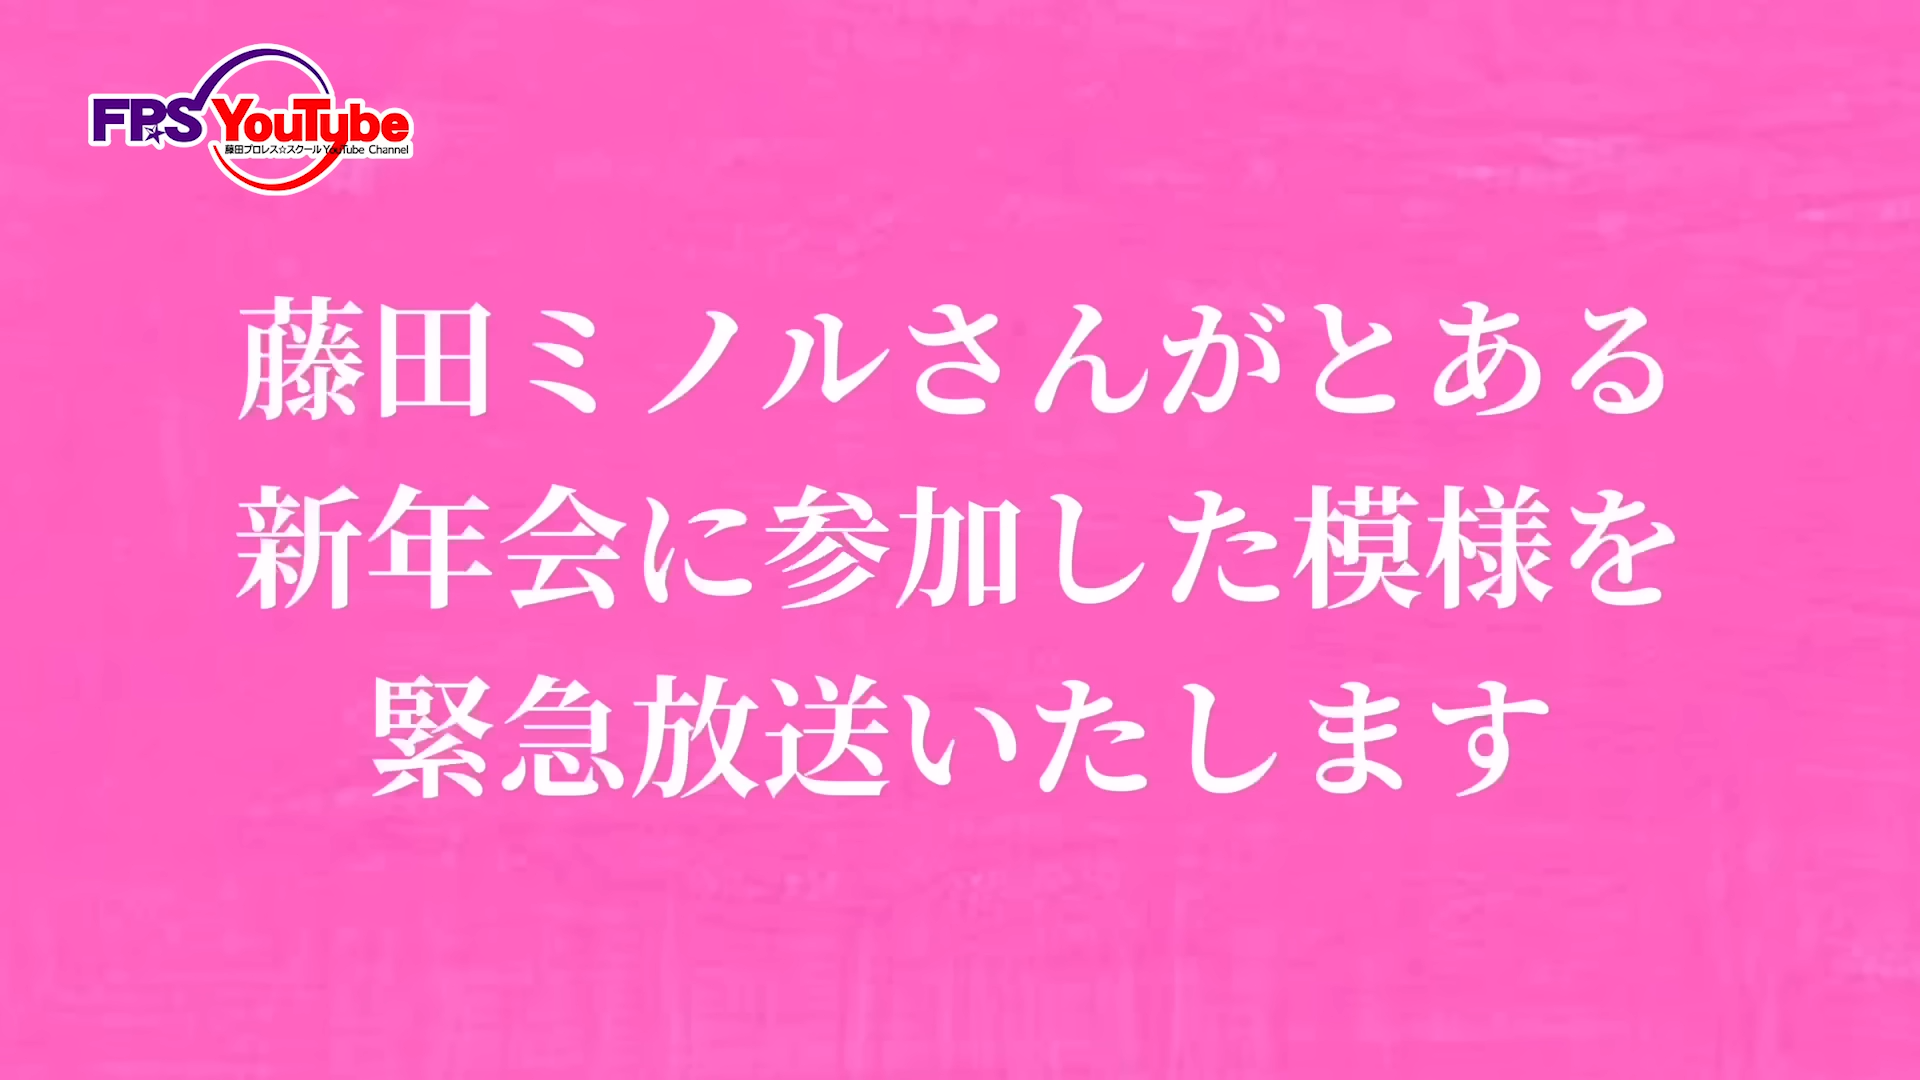 FPS YouTube
藤田プロレス☆スクール YouTube Channel
藤田ミノルさんがとある
新年会に参加した模様を
緊急放送いたします